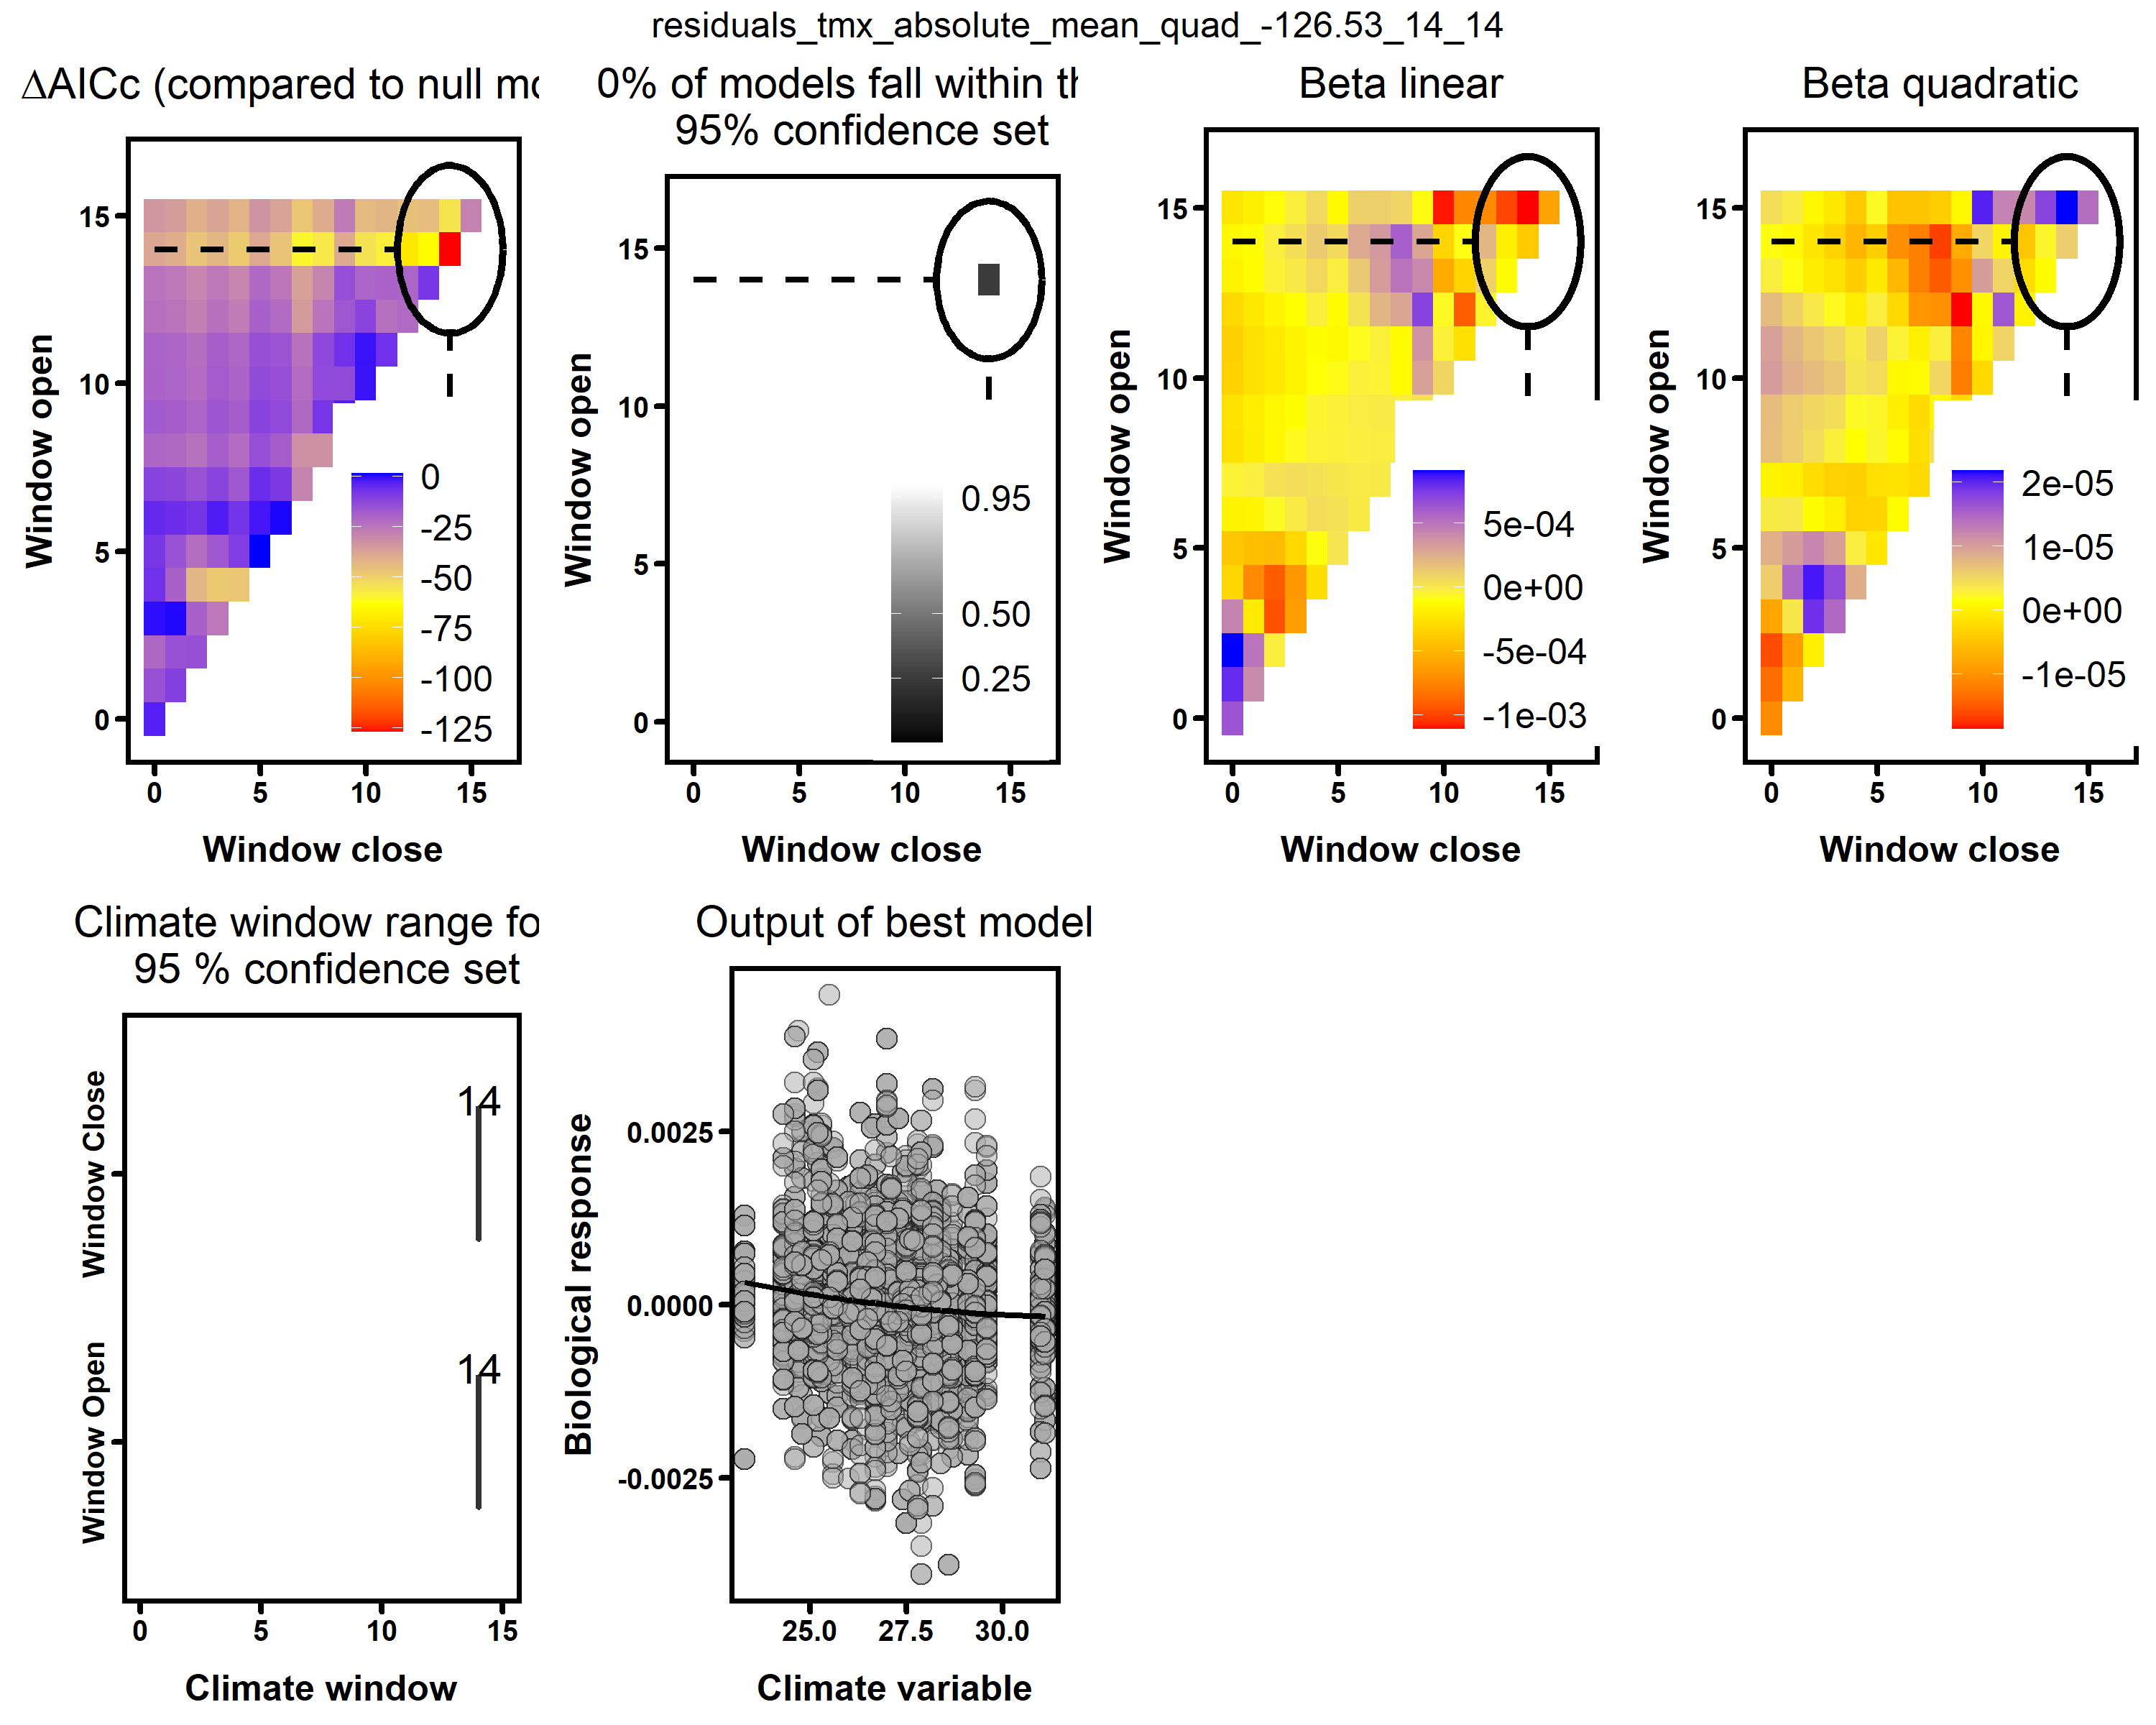 residuals_tmx_absolute_mean_quad_-126.53_14_14
ΔAICc (compared to null mo
Window open
15
10
5
0
0
-25
-50
-75
-100
-125
0 5 10 15
Window close
0% of models fall within th
95% confidence set
Window open
15
10
5
0
0.95
0.50
0.25
0 5 10 15
Window close
Beta linear
Window open
15
10
5
0
5e-04
0e+00
-5e-04
-1e-03
0 5 10 15
Window close
Beta quadratic
Window open
15
10
5
0
2e-05
1e-05
0e+00
-1e-05
0 5 10 15
Window close
Climate window range fo
95 % confidence set
Window Close
Window Open
14
14
0 5 10 15
Climate window
Output of best model
Biological response
0.0025
0.0000
-0.0025
25.0 27.5 30.0
Climate variable